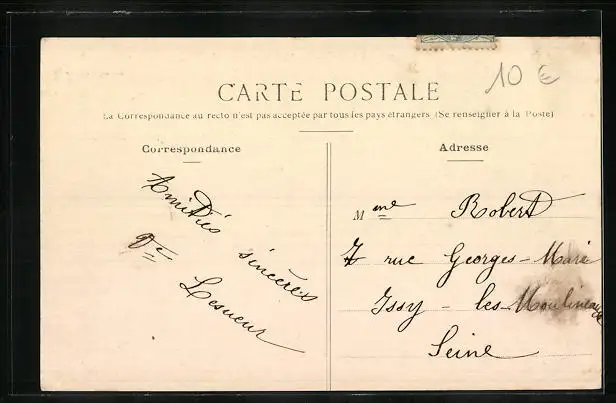 10 €
CARTE POSTALE
La Correspondance au recto n'est pas acceptée par tous les pays étrangers (Se renseigner à la Poste)
Correspondance
Amitiés
sincères
Lesueur
Adresse
Mme Robert
7 rue Georges-Marie
Issy-les-Moulineaux
Seine